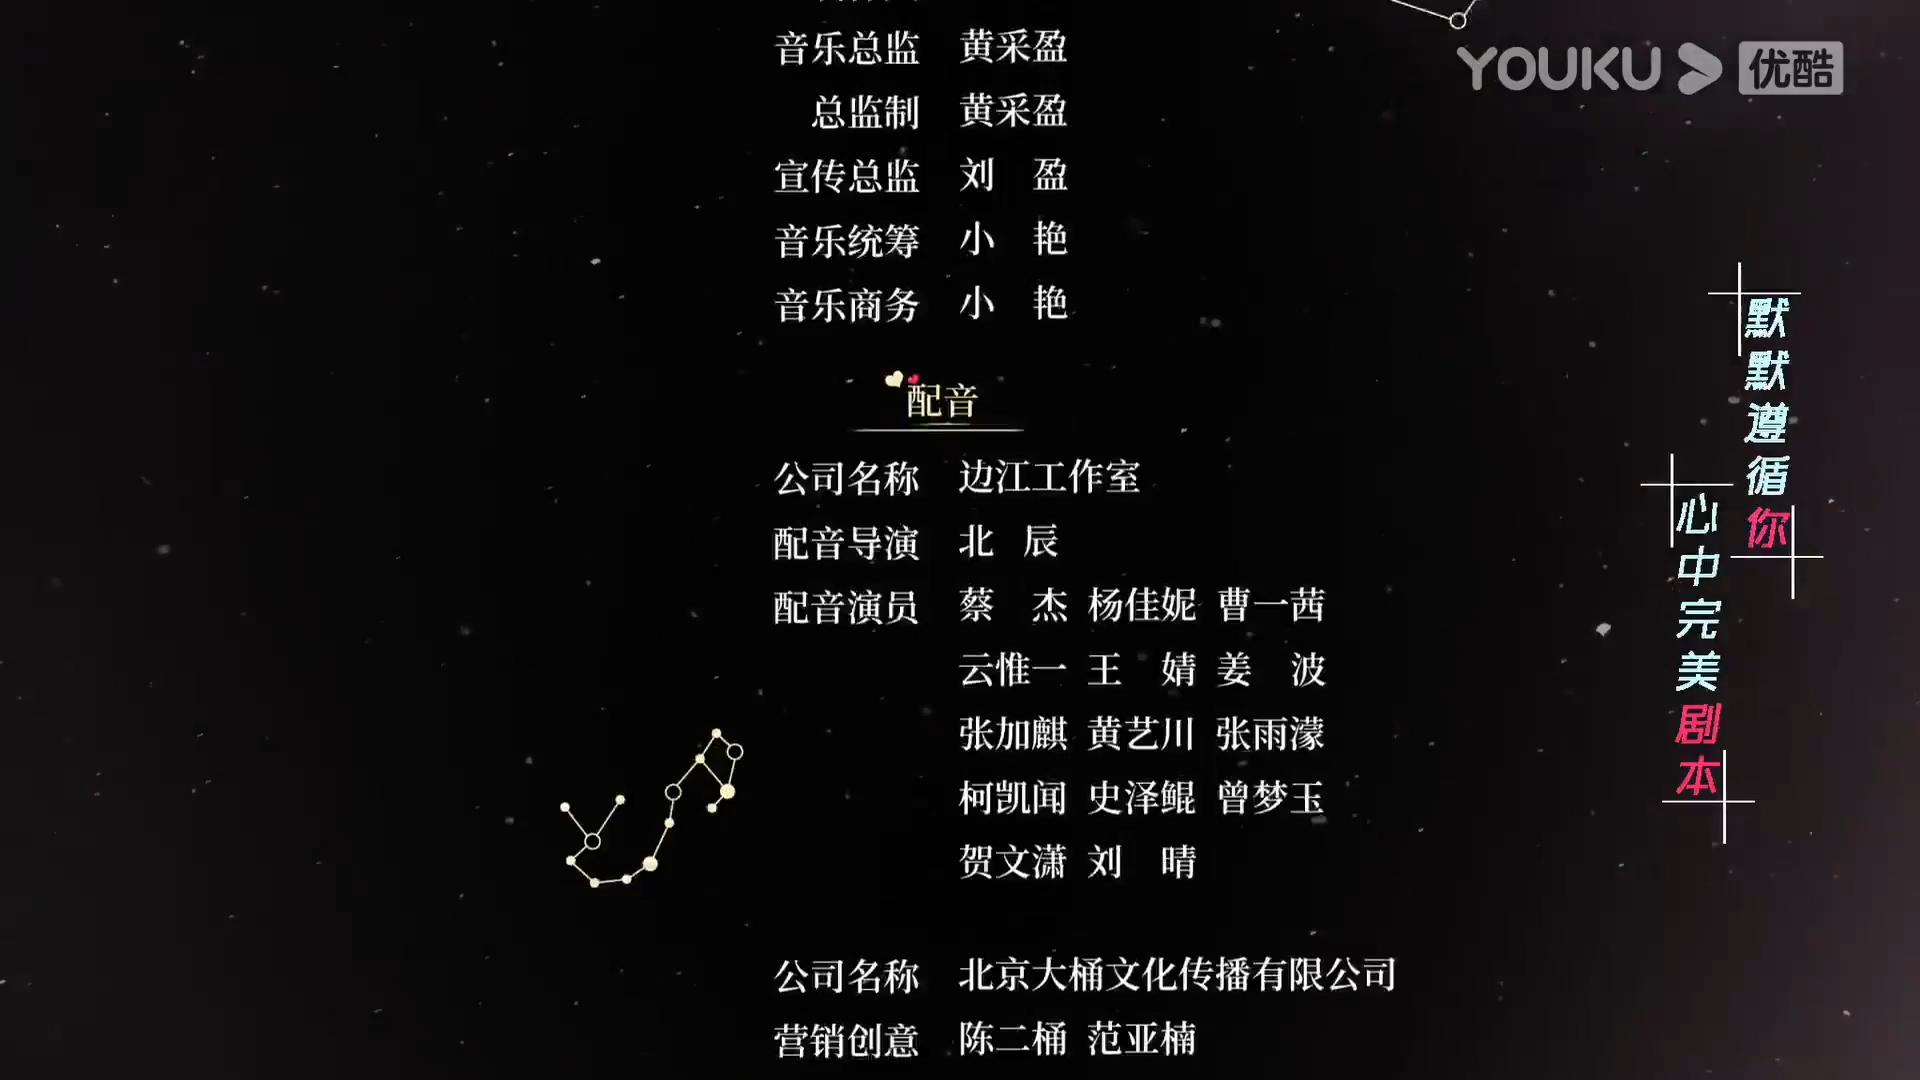 音乐总监 黄采盈
总监制 黄采盈
宣传总监 刘 盈
音乐统筹 小 艳
音乐商务 小 艳
配音
公司名称 边江工作室
配音导演 北 辰
配音演员 蔡 杰 杨佳妮 曹一茜
云惟一 王 婧 姜 波
张加麒 黄艺川 张雨濛
柯凯闻 史泽鲲 曾梦玉
贺文潇 刘 晴
公司名称 北京大桶文化传播有限公司
营销创意 陈二桶 范亚楠
YOUKU 优酷
默默遵循你
心中完美剧本